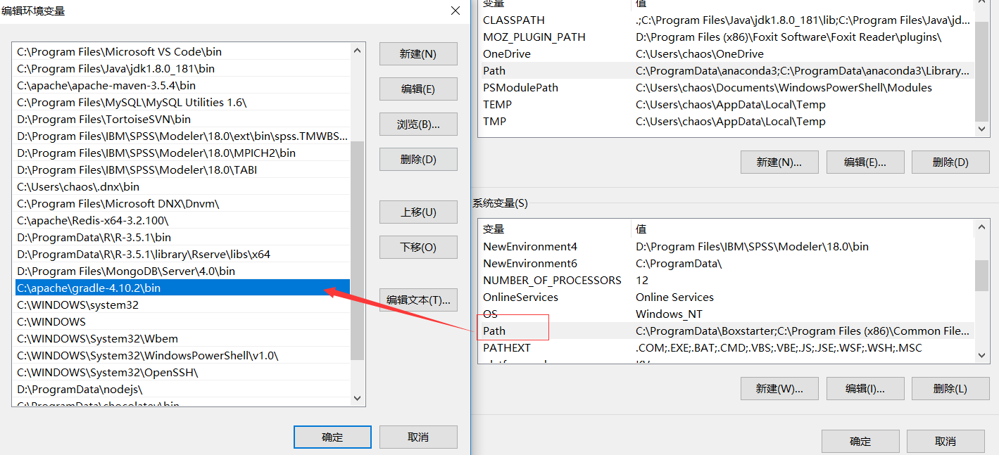 编辑环境变量
C:\Program Files\Microsoft VS Code\bin
C:\Program Files\Java\jdk1.8.0_181\bin
C:\apache\apache-maven-3.5.4\bin
C:\Program Files\MySQL\MySQL Utilities 1.6\
D:\Program Files\TortoiseSVN\bin
D:\Program Files\IBM\SPSS\Modeler\18.0\ext\bin\spss.TMWBS...
D:\Program Files\IBM\SPSS\Modeler\18.0\MPICH2\bin
D:\Program Files\IBM\SPSS\Modeler\18.0\TABI
C:\Users\chaos\.dnx\bin
C:\Program Files\Microsoft DNX\Dnvm\
C:\apache\Redis-x64-3.2.100\
D:\ProgramData\R\R-3.5.1\bin
D:\ProgramData\R\R-3.5.1\library\Rserve\libs\x64
D:\Program Files\MongoDB\Server\4.0\bin
C:\apache\gradle-4.10.2\bin
C:\WINDOWS\system32
C:\WINDOWS
C:\WINDOWS\System32\Wbem
C:\WINDOWS\System32\WindowsPowerShell\v1.0\
C:\WINDOWS\System32\OpenSSH\
D:\ProgramData\nodejs\
C:\ProgramData\chocolatey\bin
新建(N)
编辑(E)
浏览(B)...
删除(D)
上移(U)
下移(O)
编辑文本(T)...
确定 取消
变量 值
CLASSPATH .;C:\Program Files\Java\jdk1.8.0_181\lib;C:\Program Files\Java\jd...
MOZ_PLUGIN_PATH D:\Program Files (x86)\Foxit Software\Foxit Reader\plugins\
OneDrive C:\Users\chaos\OneDrive
Path C:\ProgramData\anaconda3;C:\ProgramData\anaconda3\Library...
PSModulePath C:\Users\chaos\Documents\WindowsPowerShell\Modules
TEMP C:\Users\chaos\AppData\Local\Temp
TMP C:\Users\chaos\AppData\Local\Temp
新建(N)... 编辑(E)... 删除(D)
系统变量(S)
变量 值
NewEnvironment4 D:\Program Files\IBM\SPSS\Modeler\18.0\bin
NewEnvironment6 C:\ProgramData\
NUMBER_OF_PROCESSORS 12
OnlineServices Online Services
OS Windows_NT
Path C:\ProgramData\Boxstarter;C:\Program Files (x86)\Common File...
PATHEXT .COM;.EXE;.BAT;.CMD;.VBS;.VBE;.JS;.JSE;.WSF;.WSH;.MSC
新建(W)... 编辑(I)... 删除(L)
确定 取消